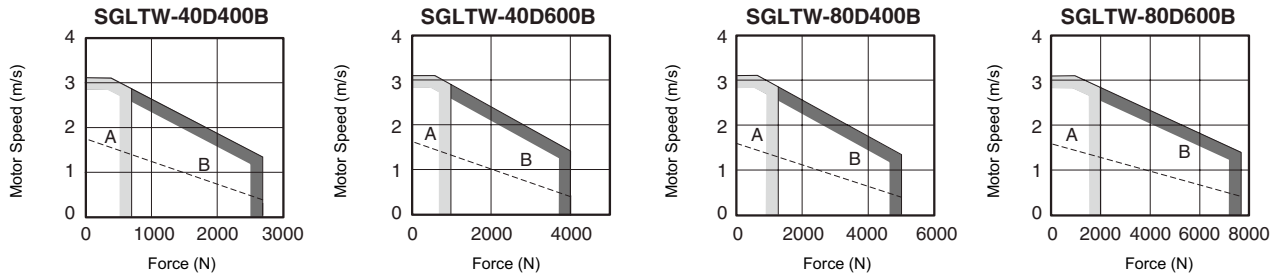 SGLTW-40D400B
Motor Speed (m/s)
4
3
2
1
0
A
B
0 1000 2000 3000
Force (N)
SGLTW-40D600B
Motor Speed (m/s)
4
3
2
1
0
A
B
0 2000 4000
Force (N)
SGLTW-80D400B
Motor Speed (m/s)
4
3
2
1
0
A
B
0 2000 4000 6000
Force (N)
SGLTW-80D600B
Motor Speed (m/s)
4
3
2
1
0
A
B
0 2000 4000 6000 8000
Force (N)